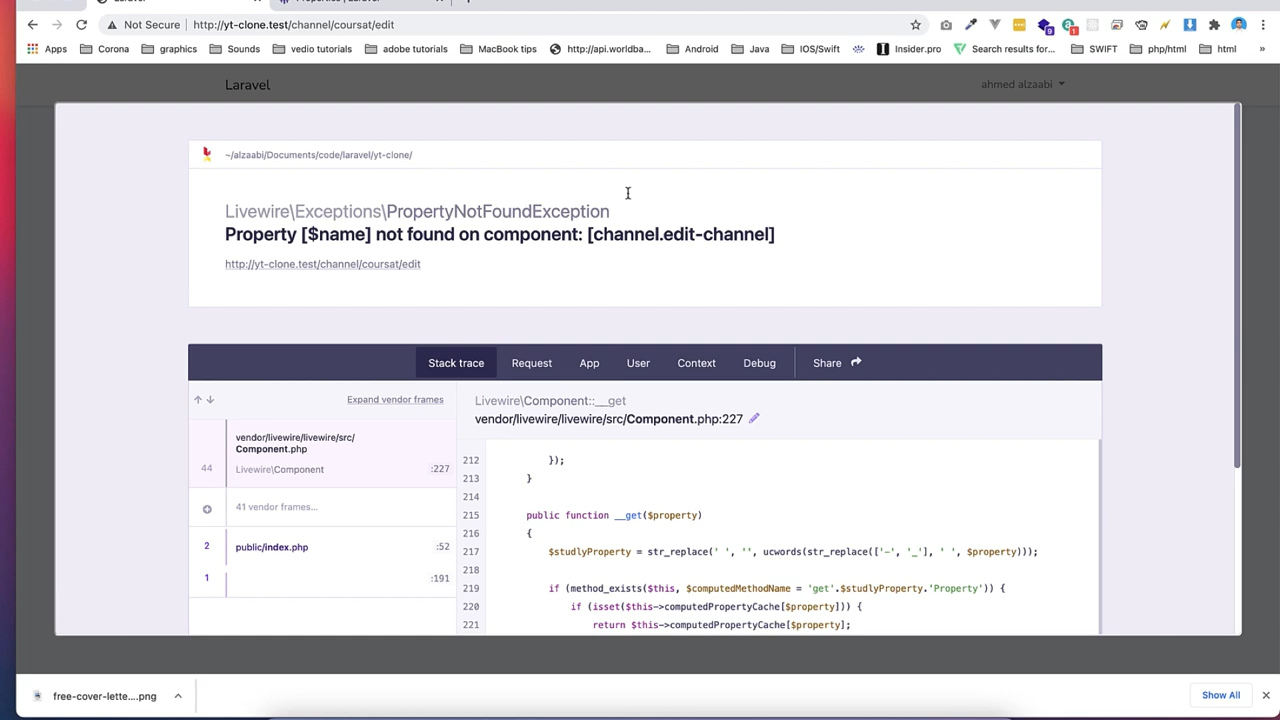 Laravel
Properties | Laravel
Not Secure | http://yt-clone.test/channel/coursat/edit
Apps
Corona
graphics
Sounds
vedio tutorials
adobe tutorials
MacBook tips
http://api.worldba...
Android
Java
IOS/Swift
Insider.pro
Search results for...
SWIFT
php/html
html
»
Laravel
ahmed alzaabi
~/alzaabi/Documents/code/laravel/yt-clone/
Livewire\Exceptions\PropertyNotFoundException
Property [$name] not found on component: [channel.edit-channel]
http://yt-clone.test/channel/coursat/edit
Stack trace
Request
App
User
Context
Debug
Share
Expand vendor frames
vendor/livewire/livewire/src/
Component.php
44 Livewire\Component :227
41 vendor frames...
2 public/index.php :52
1 :191
Livewire\Component::__get
vendor/livewire/livewire/src/Component.php:227
212 });
213 }
214
215 public function __get($property)
216 {
217 $studlyProperty = str_replace(' ', '', ucwords(str_replace(['-', '_'], ' ', $property)));
218
219 if (method_exists($this, $computedMethodName = 'get'.$studlyProperty.'Property')) {
220 if (isset($this->computedPropertyCache[$property])) {
221 return $this->computedPropertyCache[$property];
free-cover-lette....png
Show All